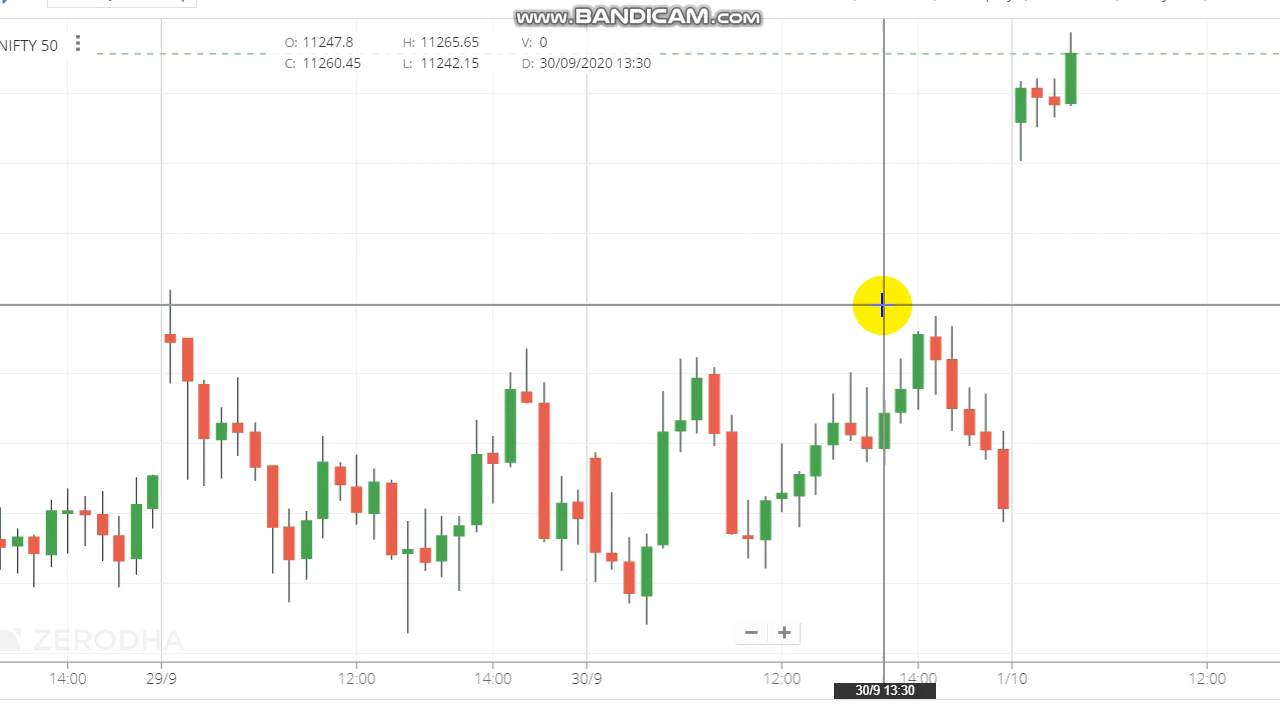 www.BANDICAM.com
NIFTY 50
O: 11247.8 H: 11265.65 V: 0
C: 11260.45 L: 11242.15 D: 30/09/2020 13:30
ZERODHA
− +
14:00 29/9 12:00 14:00 30/9 12:00 14:00 1/10 12:00
30/9 13:30